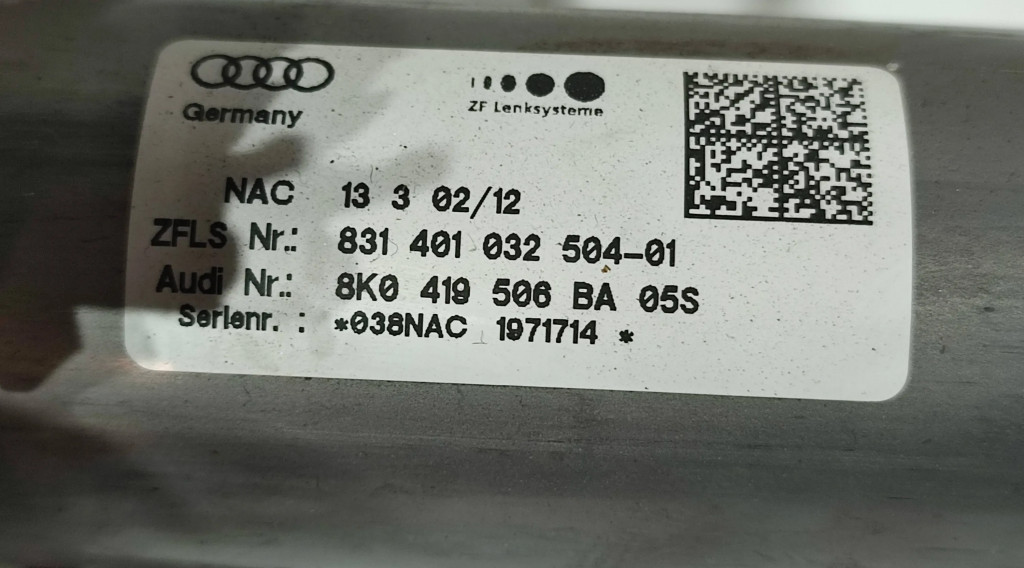 Germany
ZF Lenksysteme
NAC 13 3 02/12
ZFLS Nr.: 831 401 032 504-01
Audi Nr.: 8K0 419 506 BA 05S
Serienr. : *038NAC 1971714 *